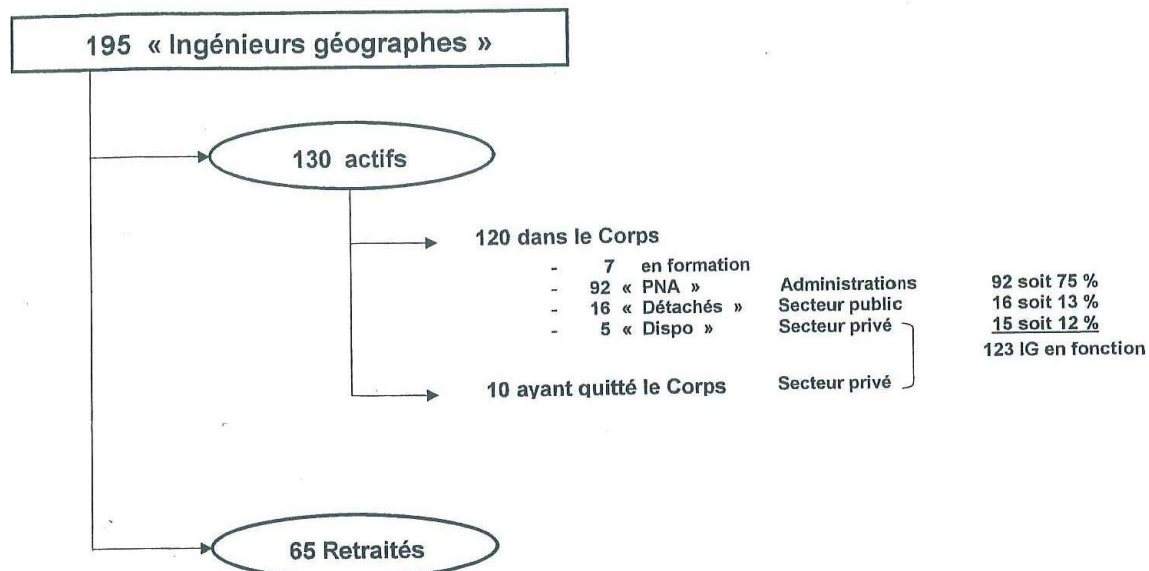 195 « Ingénieurs géographes »
130 actifs
120 dans le Corps
- 7 en formation
- 92 « PNA » Administrations 92 soit 75 %
- 16 « Détachés » Secteur public 16 soit 13 %
- 5 « Dispo » Secteur privé 15 soit 12 %
123 IG en fonction
10 ayant quitté le Corps Secteur privé
65 Retraités